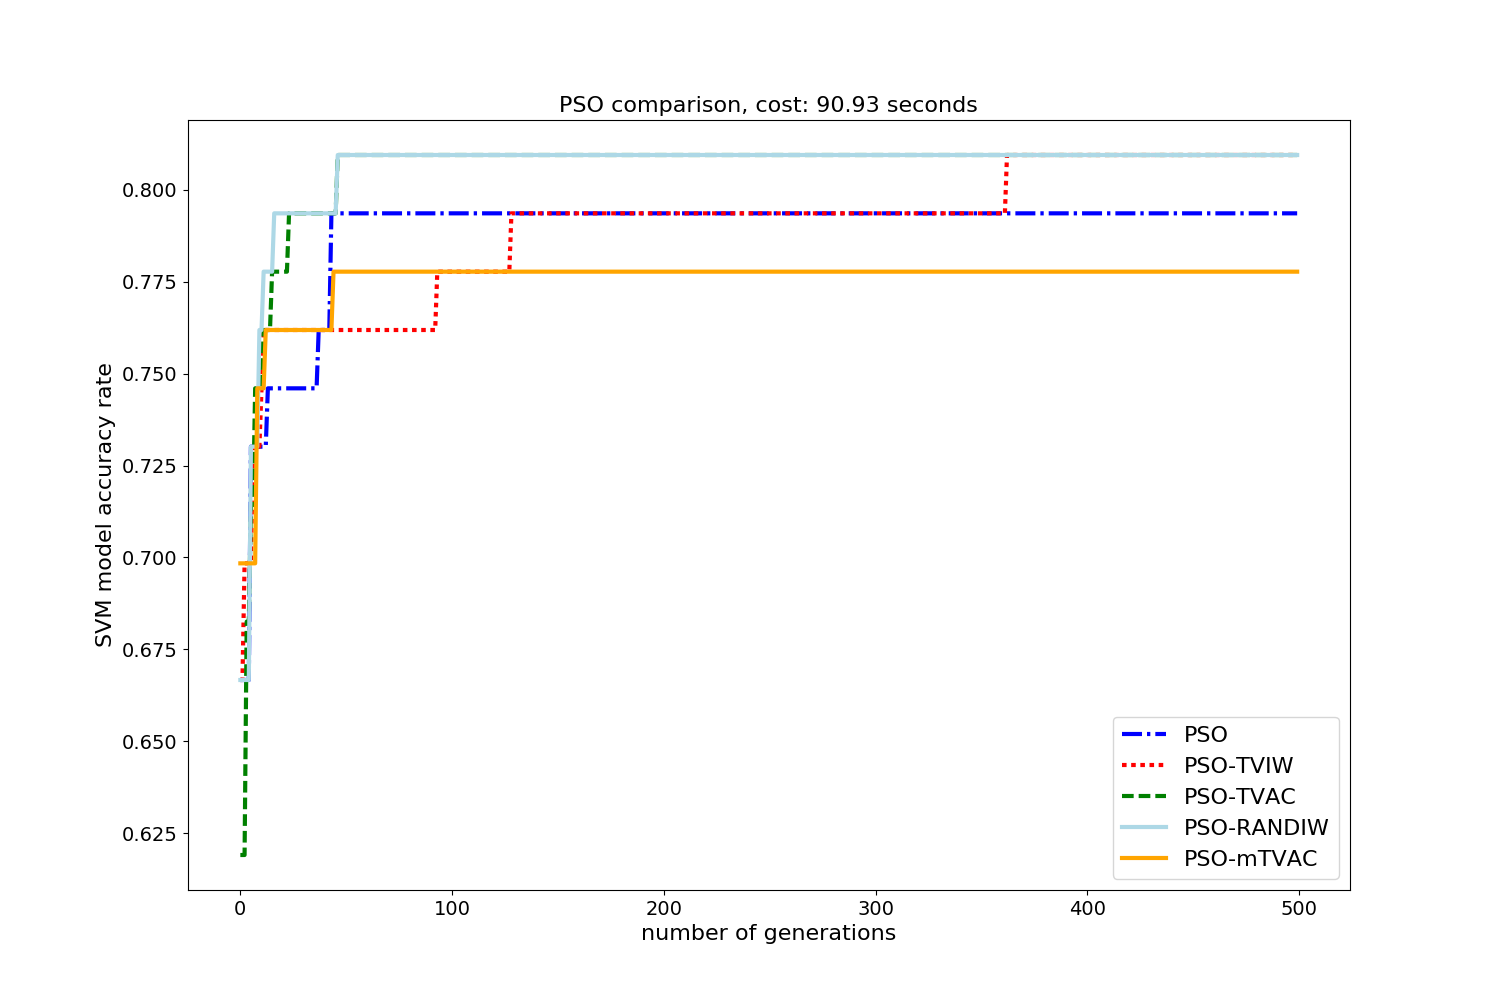 PSO comparison, cost: 90.93 seconds
SVM model accuracy rate
0.800
0.775
0.750
0.725
0.700
0.675
0.650
0.625
0 100 200 300 400 500
number of generations
PSO
PSO-TVIW
PSO-TVAC
PSO-RANDIW
PSO-mTVAC